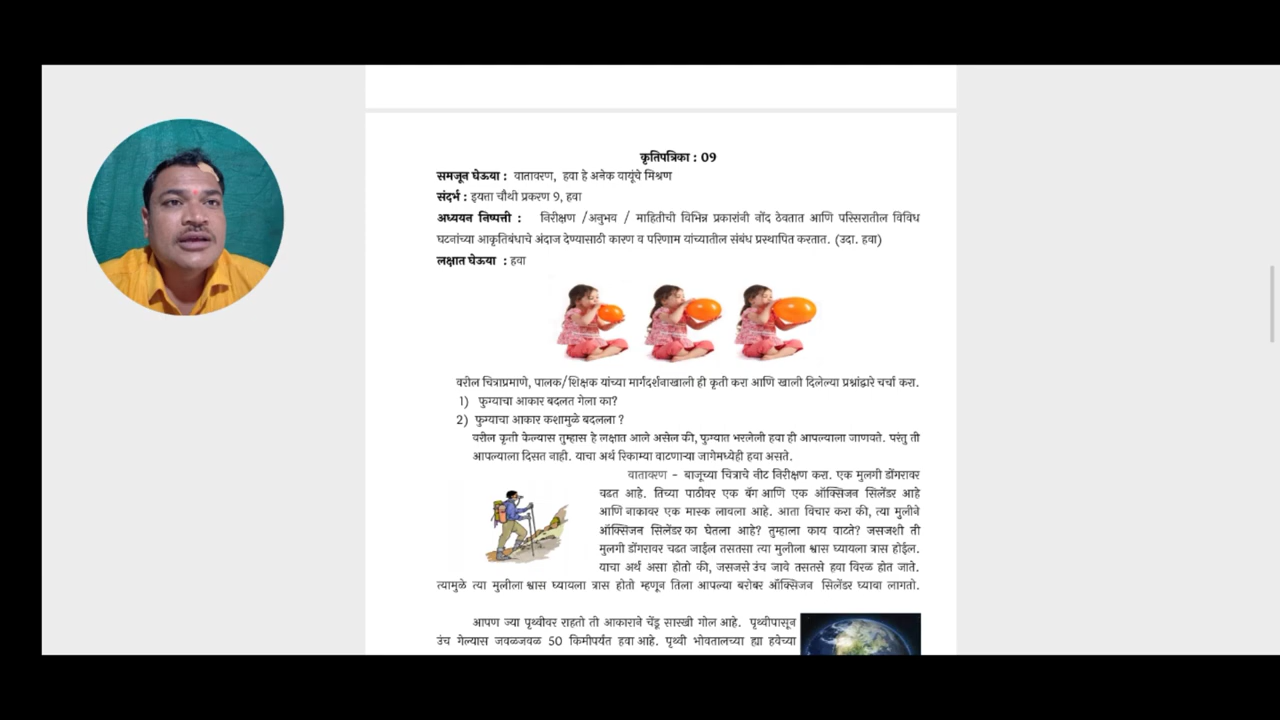 कृतिपत्रिका : 09
समजून घेऊया : वातावरण, हवा हे अनेक वायूंचे मिश्रण
संदर्भ : इयत्ता चौथी प्रकरण 9, हवा
अध्ययन निष्पत्ती : निरीक्षण /अनुभव / माहितीची विभिन्न प्रकारांनी नोंद ठेवतात आणि परिसरातील विविध
घटनांच्या आकृतिबंधाचे अंदाज देण्यासाठी कारण व परिणाम यांच्यातील संबंध प्रस्थापित करतात. (उदा. हवा)
लक्षात घेऊया : हवा
वरील चित्राप्रमाणे, पालक/शिक्षक यांच्या मार्गदर्शनाखाली ही कृती करा आणि खाली दिलेल्या प्रश्नांद्वारे चर्चा करा.
1) फुग्याचा आकार बदलत गेला का?
2) फुग्याचा आकार कशामुळे बदलला ?
वरील कृती केल्यास तुम्हास हे लक्षात आले असेल की, फुग्यात भरलेली हवा ही आपल्याला जाणवते. परंतु ती
आपल्याला दिसत नाही. याचा अर्थ रिकाम्या वाटणाऱ्या जागेमध्येही हवा असते.
वातावरण - बाजूच्या चित्राचे नीट निरीक्षण करा. एक मुलगी डोंगरावर
चढत आहे. तिच्या पाठीवर एक बॅग आणि एक ऑक्सिजन सिलेंडर आहे
आणि नाकावर एक मास्क लावला आहे. आता विचार करा की, त्या मुलीने
ऑक्सिजन सिलेंडर का घेतला आहे? तुम्हाला काय वाटते? जसजशी ती
मुलगी डोंगरावर चढत जाईल तसतसा त्या मुलीला श्वास घ्यायला त्रास होईल.
याचा अर्थ असा होतो की, जसजसे उंच जावे तसतसे हवा विरळ होत जाते.
त्यामुळे त्या मुलीला श्वास घ्यायला त्रास होतो म्हणून तिला आपल्या बरोबर ऑक्सिजन सिलेंडर घ्यावा लागतो.
आपण ज्या पृथ्वीवर राहतो ती आकाराने चेंडू सारखी गोल आहे. पृथ्वीपासून
उंच गेल्यास जवळजवळ 50 किमीपर्यंत हवा आहे. पृथ्वी भोवतालच्या ह्या हवेच्या